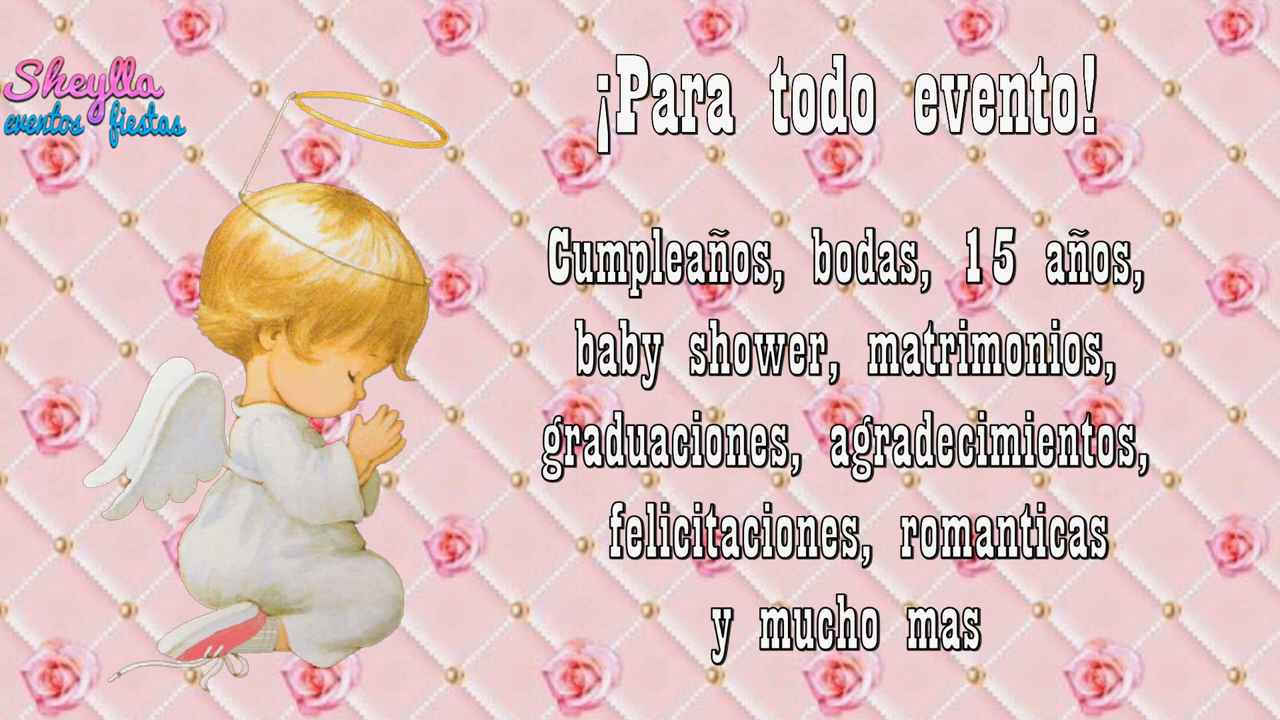 Sheylla
eventos fiestas
¡Para todo evento!
Cumpleaños, bodas, 15 años,
baby shower, matrimonios,
graduaciones, agradecimientos,
felicitaciones, romanticas
y mucho mas